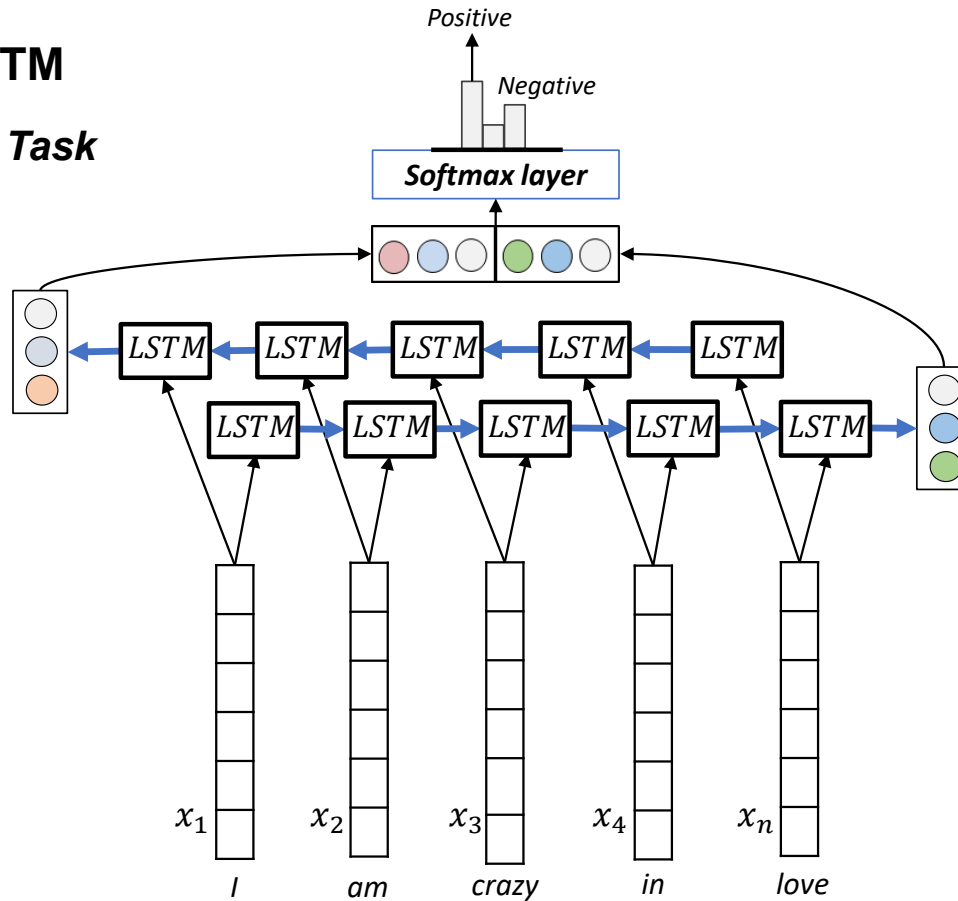 Positive
TM
Negative
Task
Softmax layer
LSTM LSTM LSTM LSTM LSTM
LSTM LSTM LSTM LSTM LSTM
x₁ x₂ x₃ x₄ xₙ
I am crazy in love